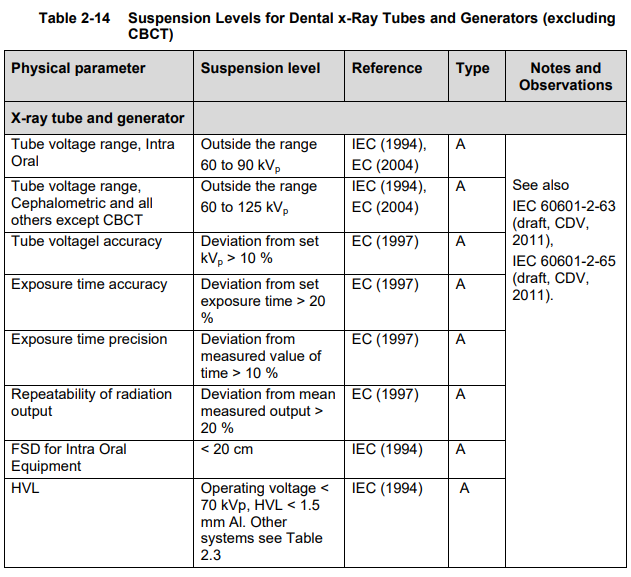 Table 2-14 Suspension Levels for Dental x-Ray Tubes and Generators (excluding
CBCT)
Physical parameter
Suspension level
Reference
Type
Notes and
Observations
X-ray tube and generator
Tube voltage range, Intra
Oral
Outside the range
60 to 90 kVp
IEC (1994),
EC (2004)
A
See also
IEC 60601-2-63
(draft, CDV,
2011),
IEC 60601-2-65
(draft, CDV,
2011).
Tube voltage range,
Cephalometric and all
others except CBCT
Outside the range
60 to 125 kVp
IEC (1994),
EC (2004)
A
Tube voltagel accuracy
Deviation from set
kVp > 10 %
EC (1997)
A
Exposure time accuracy
Deviation from set
exposure time > 20
%
EC (1997)
A
Exposure time precision
Deviation from
measured value of
time > 10 %
EC (1997)
A
Repeatability of radiation
output
Deviation from mean
measured output >
20 %
EC (1997)
A
FSD for Intra Oral
Equipment
< 20 cm
IEC (1994)
A
HVL
Operating voltage <
70 kVp, HVL < 1.5
mm Al. Other
systems see Table
2.3
IEC (1994)
A